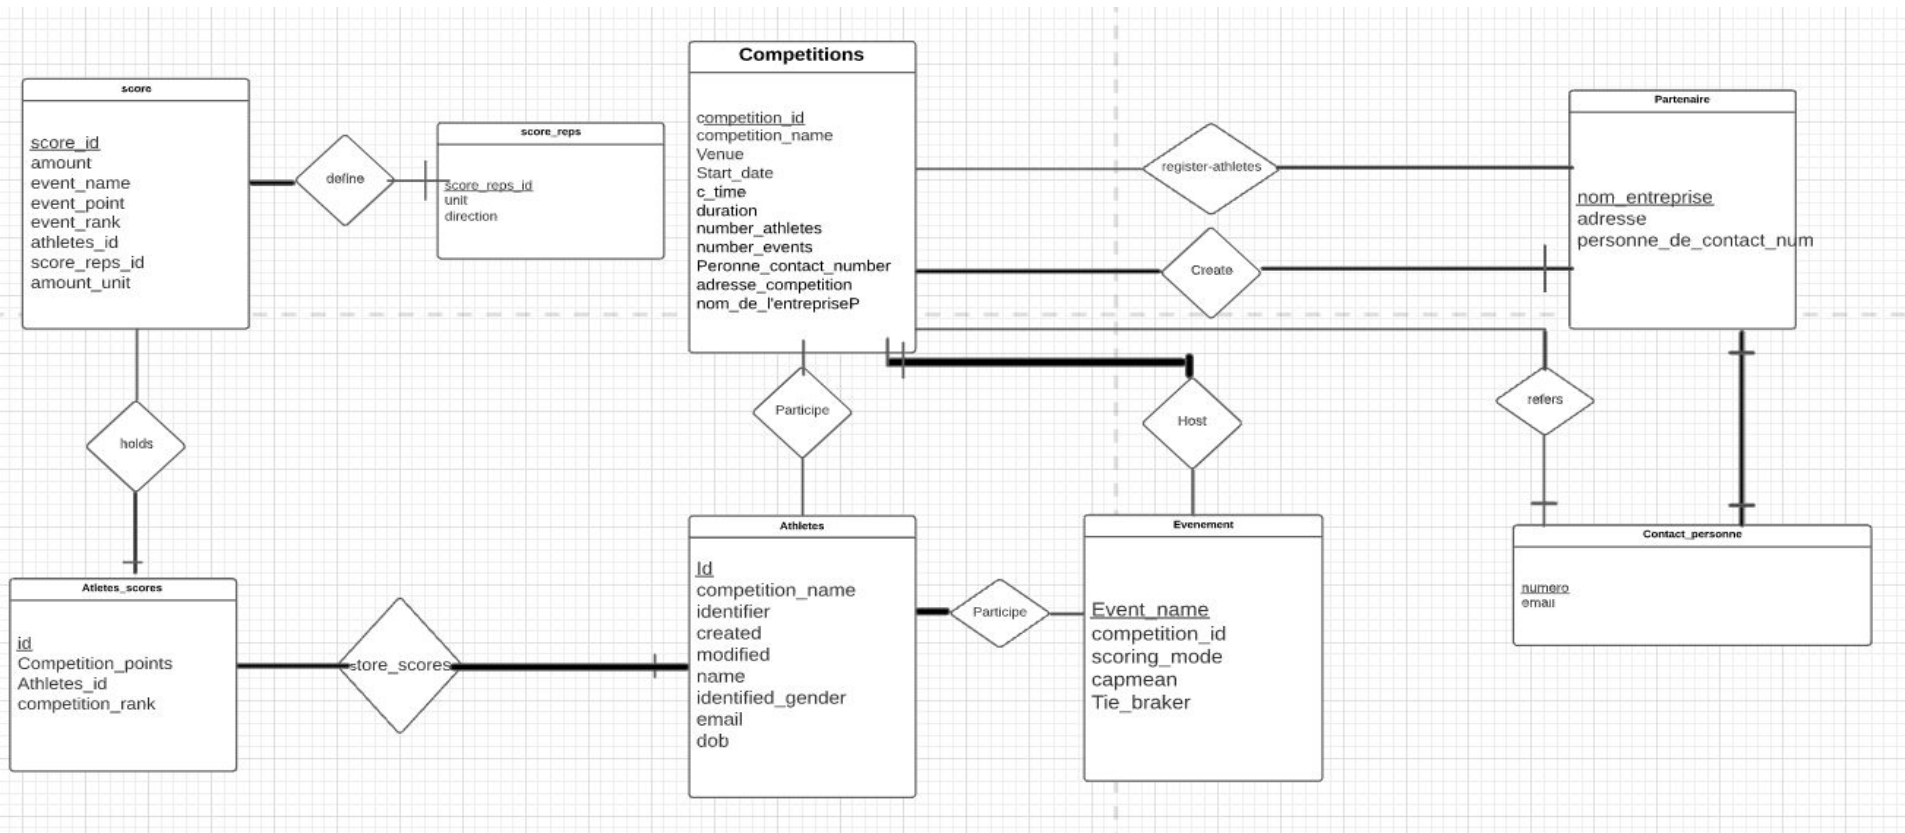 score
score_id
amount
event_name
event_point
event_rank
athletes_id
score_reps_id
amount_unit
define
score_reps
score_reps_id
unit
direction
Competitions
competition_id
competition_name
Venue
Start_date
c_time
duration
number_athletes
number_events
Peronne_contact_number
adresse_competition
nom_de_l'entrepriseP
register-athletes
Create
Partenaire
nom_entreprise
adresse
personne_de_contact_num
holds
Participe
Host
refers
Atletes_scores
id
Competition_points
Athletes_id
competition_rank
store_scores
Athletes
Id
competition_name
identifier
created
modified
name
identified_gender
email
dob
Participe
Evenement
Event_name
competition_id
scoring_mode
capmean
Tie_braker
Contact_personne
numero
email